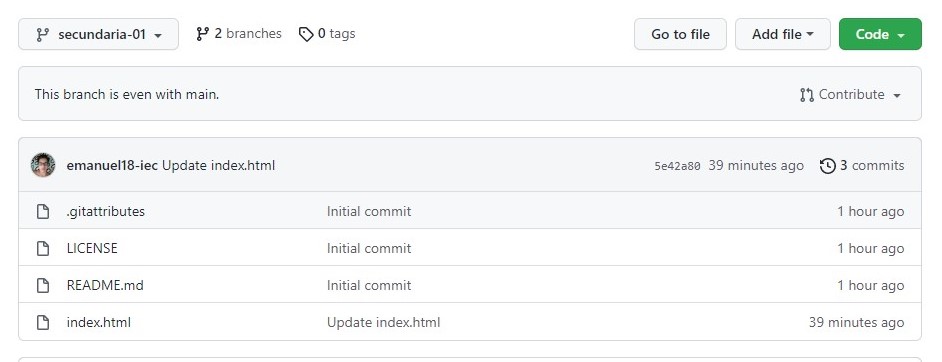 secundaria-01 2 branches 0 tags Go to file Add file Code
This branch is even with main. Contribute
emanuel18-iec Update index.html 5e42a80 39 minutes ago 3 commits
.gitattributes Initial commit 1 hour ago
LICENSE Initial commit 1 hour ago
README.md Initial commit 1 hour ago
index.html Update index.html 39 minutes ago